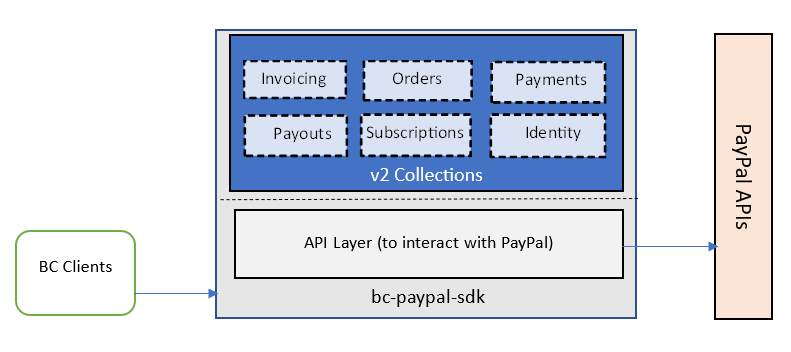 Invoicing
Orders
Payments
Payouts
Subscriptions
Identity
v2 Collections
API Layer (to interact with PayPal)
bc-paypal-sdk
BC Clients
PayPal APIs